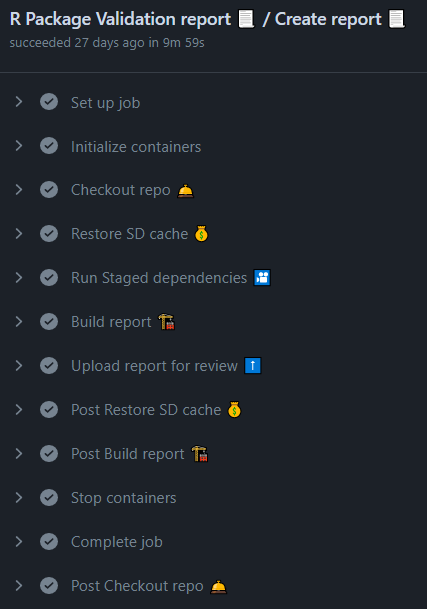 R Package Validation report 📃 / Create report 📃
succeeded 27 days ago in 9m 59s
Set up job
Initialize containers
Checkout repo 🛎
Restore SD cache 💰
Run Staged dependencies 🎦
Build report 🏗
Upload report for review ⬆
Post Restore SD cache 💰
Post Build report 🏗
Stop containers
Complete job
Post Checkout repo 🛎